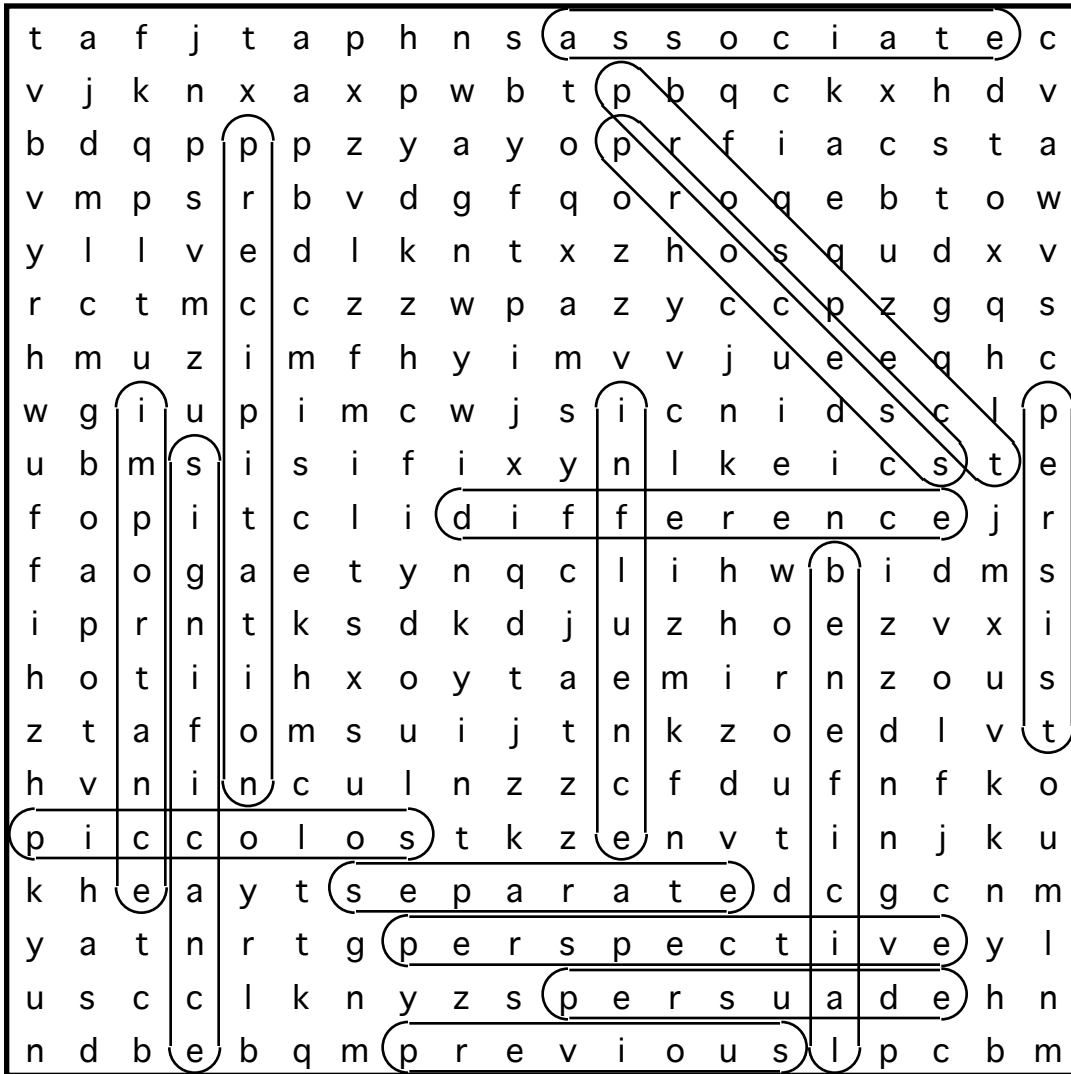 t a f j t a p h n s a s s o c i a t e c
v j k n x a x p w b t p b q c k x h d v
b d q p p p z y a y o p r f i a c s t a
v m p s r b v d g f q o r o q e b t o w
y l l v e d l k n t x z h o s q u d x v
r c t m c c z z w p a z y c c p z g q s
h m u z i m f h y i m v v j u e e q h c
w g i u p i m c w j s i c n i d s c l p
u b m s i s i f i x y n l k e i c s t e
f o p i t c l i d i f f e r e n c e j r
f a o g a e t y n q c l i h w b i d m s
i p r n t k s d k d j u z h o e z v x i
h o t i i h x o y t a e m i r n z o u s
z t a f o m s u i j t n k z o e d l v t
h v n i n c u l n z z c f d u f n f k o
p i c c o l o s t k z e n v t i n j k u
k h e a y t s e p a r a t e d c g c n m
y a t n r t g p e r s p e c t i v e y l
u s c c l k n y z s p e r s u a d e h n
n d b e b q m p r e v i o u s l p c b m